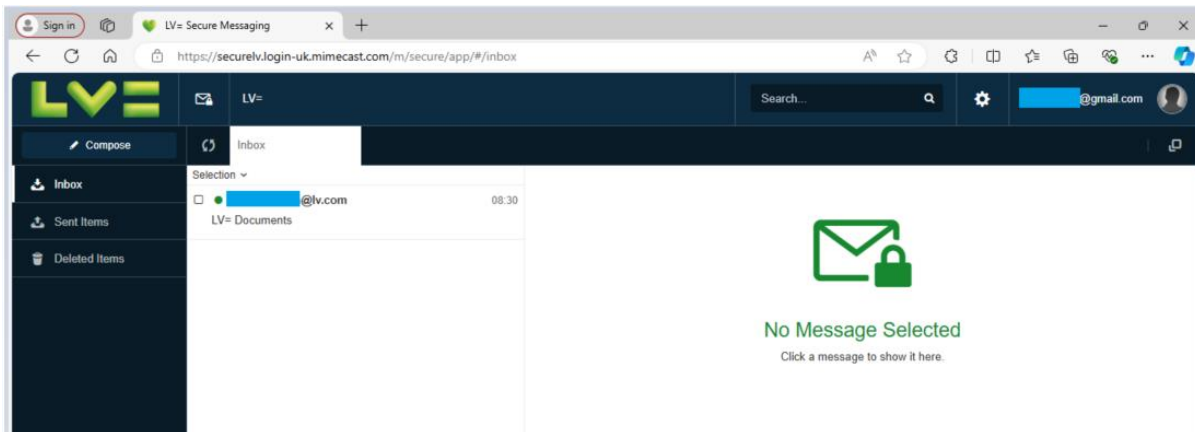 Sign in
LV= Secure Messaging
https://securelv.login-uk.mimecast.com/m/secure/app/#/inbox
LV=
LV=
Search...
@gmail.com
Compose
Inbox
Inbox
Selection
@lv.com 08:30
LV= Documents
Sent Items
Deleted Items
No Message Selected
Click a message to show it here.